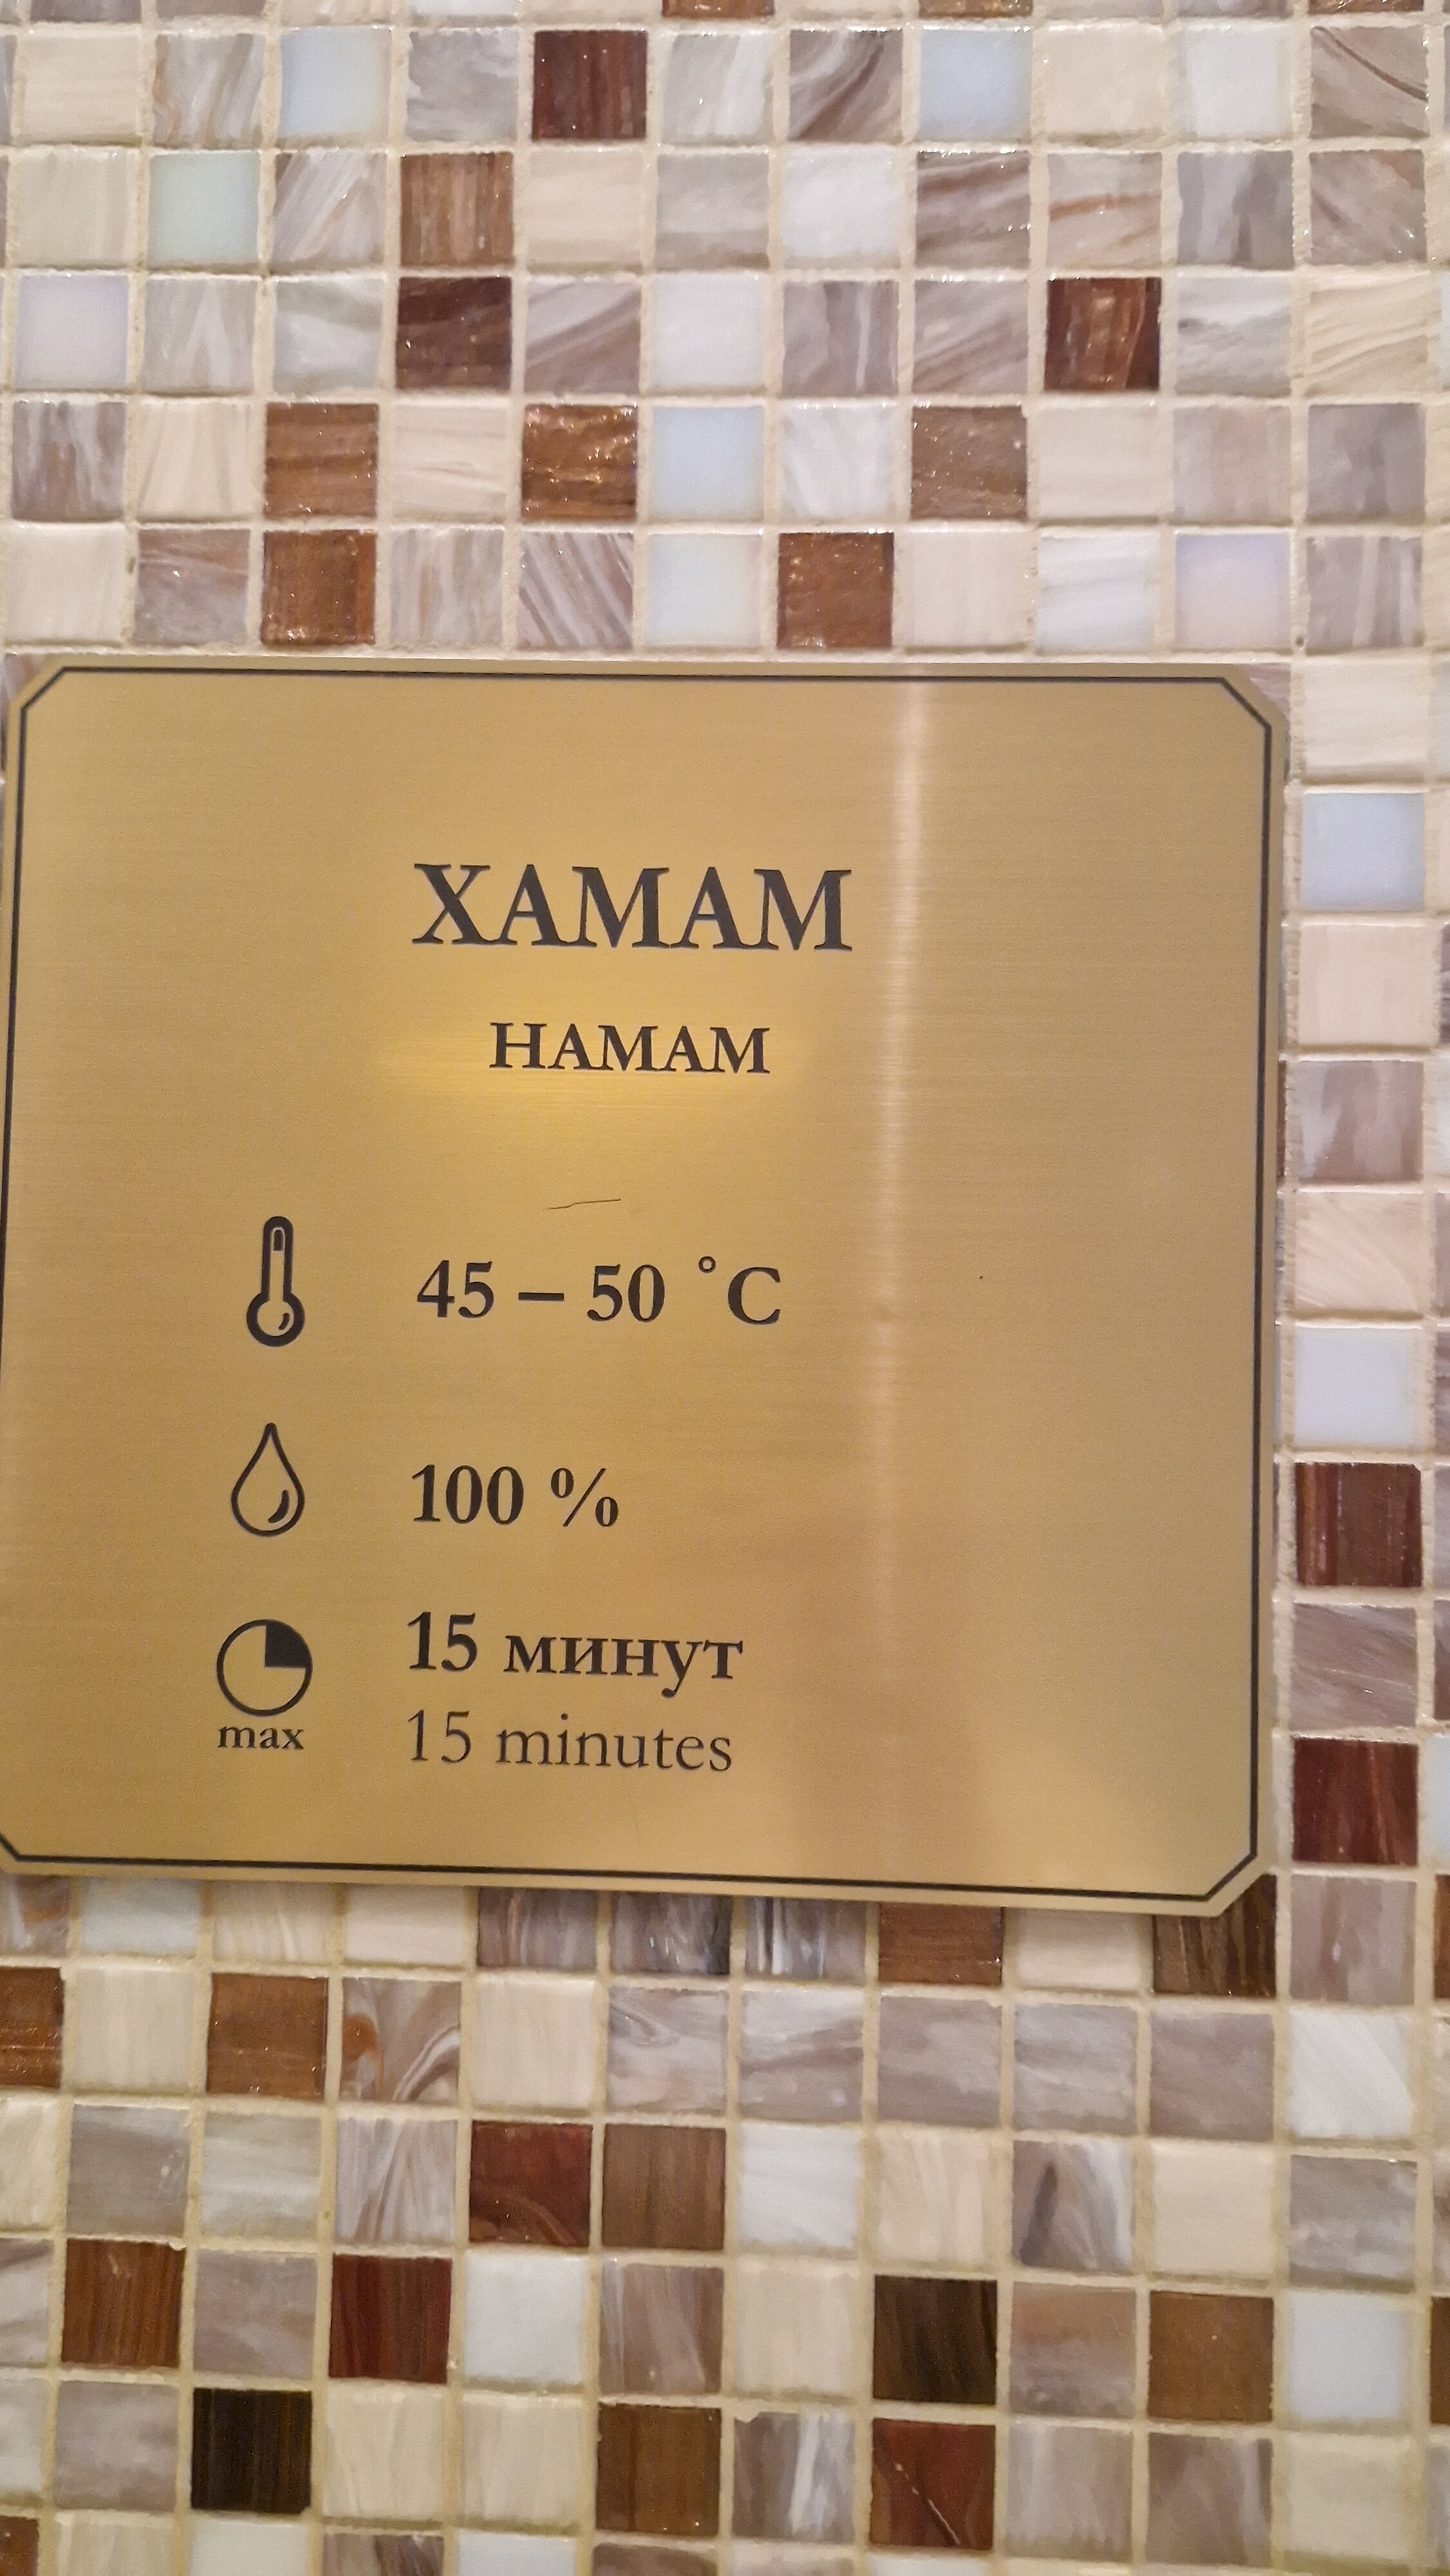 ХАМАМ
HAMAM
45 – 50 ˚C
100 %
15 минут
15 minutes
max